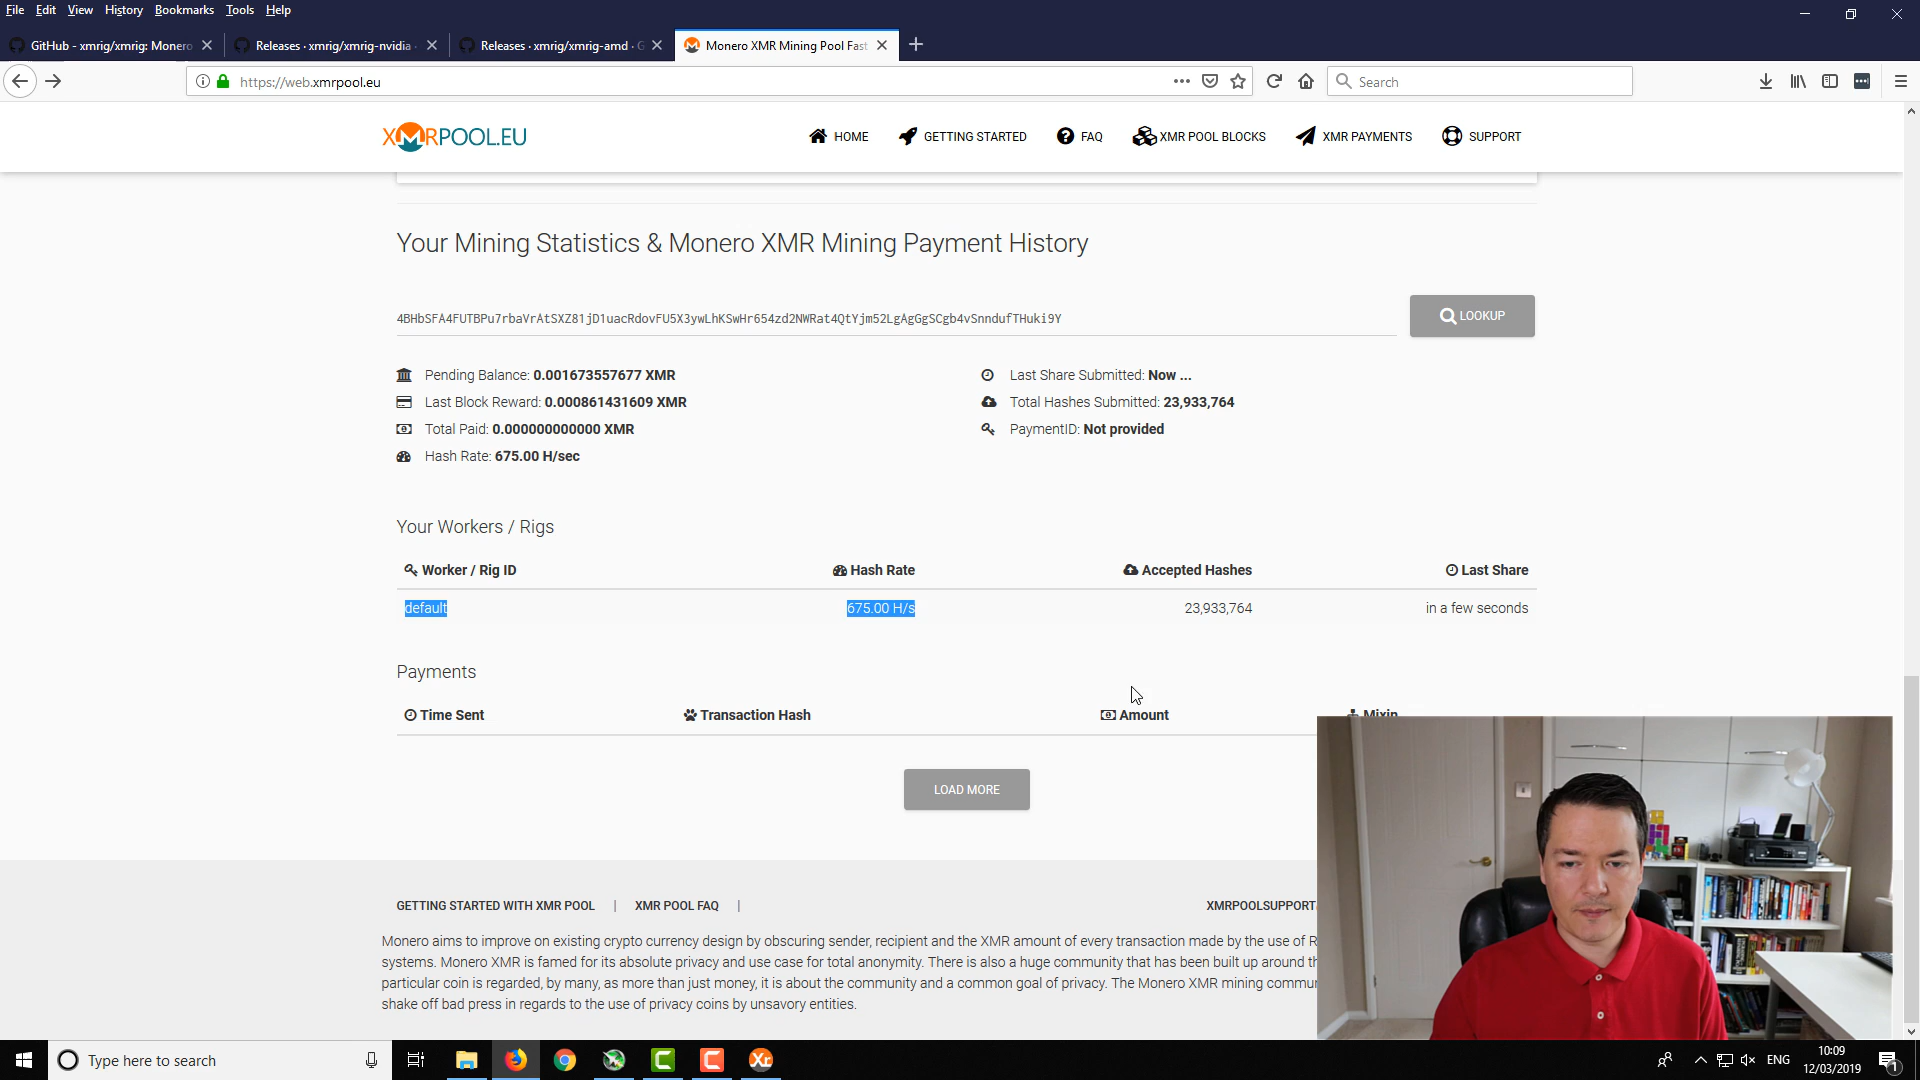 File Edit View History Bookmarks Tools Help
GitHub - xmrig/xmrig: Monero
Releases · xmrig/xmrig-nvidia ·
Releases · xmrig/xmrig-amd · G
Monero XMR Mining Pool Fast
https://web.xmrpool.eu
Search
XMRPOOL.EU
HOME GETTING STARTED FAQ XMR POOL BLOCKS XMR PAYMENTS SUPPORT
Your Mining Statistics & Monero XMR Mining Payment History
4BHbSFA4FUTBPu7rbaVrAtSXZ81jD1uacRdovFU5X3ywLhKSwHr654zd2NWRat4QtYjm52LgAgGgSCgb4vSnndufTHuki9Y
LOOKUP
Pending Balance: 0.001673557677 XMR
Last Block Reward: 0.000861431609 XMR
Total Paid: 0.000000000000 XMR
Hash Rate: 675.00 H/sec
Last Share Submitted: Now ...
Total Hashes Submitted: 23,933,764
PaymentID: Not provided
Your Workers / Rigs
Worker / Rig ID Hash Rate Accepted Hashes Last Share
default 675.00 H/s 23,933,764 in a few seconds
Payments
Time Sent Transaction Hash Amount Mixin
LOAD MORE
GETTING STARTED WITH XMR POOL | XMR POOL FAQ |
XMRPOOLSUPPORT
Monero aims to improve on existing crypto currency design by obscuring sender, recipient and the XMR amount of every transaction made by the use of R
systems. Monero XMR is famed for its absolute privacy and use case for total anonymity. There is also a huge community that has been built up around th
particular coin is regarded, by many, as more than just money, it is about the community and a common goal of privacy. The Monero XMR mining commu
shake off bad press in regards to the use of privacy coins by unsavory entities.
Type here to search
Xr
ENG
10:09
12/03/2019
1